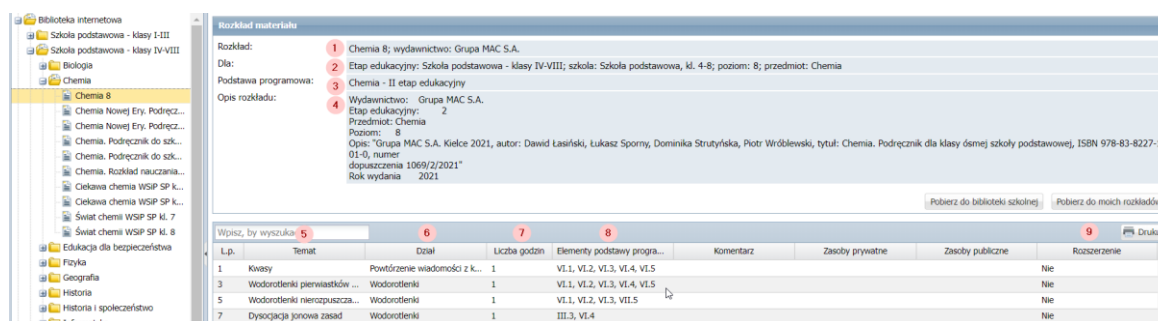 Biblioteka internetowa
Szkoła podstawowa - klasy I-III
Szkoła podstawowa - klasy IV-VIII
Biologia
Chemia
Chemia 8
Chemia Nowej Ery. Podręcz...
Chemia Nowej Ery. Podręcz...
Chemia. Podręcznik do szk...
Chemia. Podręcznik do szk...
Chemia. Rozkład nauczania...
Ciekawa chemia WSiP SP k...
Ciekawa chemia WSiP SP k...
Świat chemii WSiP SP kl. 7
Świat chemii WSiP SP kl. 8
Edukacja dla bezpieczeństwa
Fizyka
Geografia
Historia
Historia i społeczeństwo
Rozkład materiału
Rozkład: 1 Chemia 8; wydawnictwo: Grupa MAC S.A.
Dla: 2 Etap edukacyjny: Szkoła podstawowa - klasy IV-VIII; szkoła: Szkoła podstawowa, kl. 4-8; poziom: 8; przedmiot: Chemia
Podstawa programowa: 3 Chemia - II etap edukacyjny
Opis rozkładu: 4 Wydawnictwo: Grupa MAC S.A.
Etap edukacyjny: 2
Przedmiot: Chemia
Poziom: 8
Opis: "Grupa MAC S.A. Kielce 2021, autor: Dawid Łasiński, Łukasz Sporny, Dominika Strutyńska, Piotr Wróblewski, tytuł: Chemia. Podręcznik dla klasy ósmej szkoły podstawowej, ISBN 978-83-8227-
01-0, numer
dopuszczenia 1069/2/2021"
Rok wydania 2021
Pobierz do biblioteki szkolnej Pobierz do moich rozkładów
Wpisz, by wyszuka 5 6 7 8 9 Druku
L.p. Temat Dział Liczba godzin Elementy podstawy progra... Komentarz Zasoby prywatne Zasoby publiczne Rozszerzenie
1 Kwasy Powtórzenie wiadomości z k... 1 VI.1, VI.2, VI.3, VI.4, VI.5 Nie
3 Wodorotlenki pierwiastków ... Wodorotlenki 1 VI.1, VI.2, VI.3, VI.4, VI.5 Nie
5 Wodorotlenki nierozpuszcza... Wodorotlenki 1 VI.1, VI.2, VI.3, VII.5 Nie
7 Dysocjacja jonowa zasad Wodorotlenki 1 III.3, VI.4 Nie